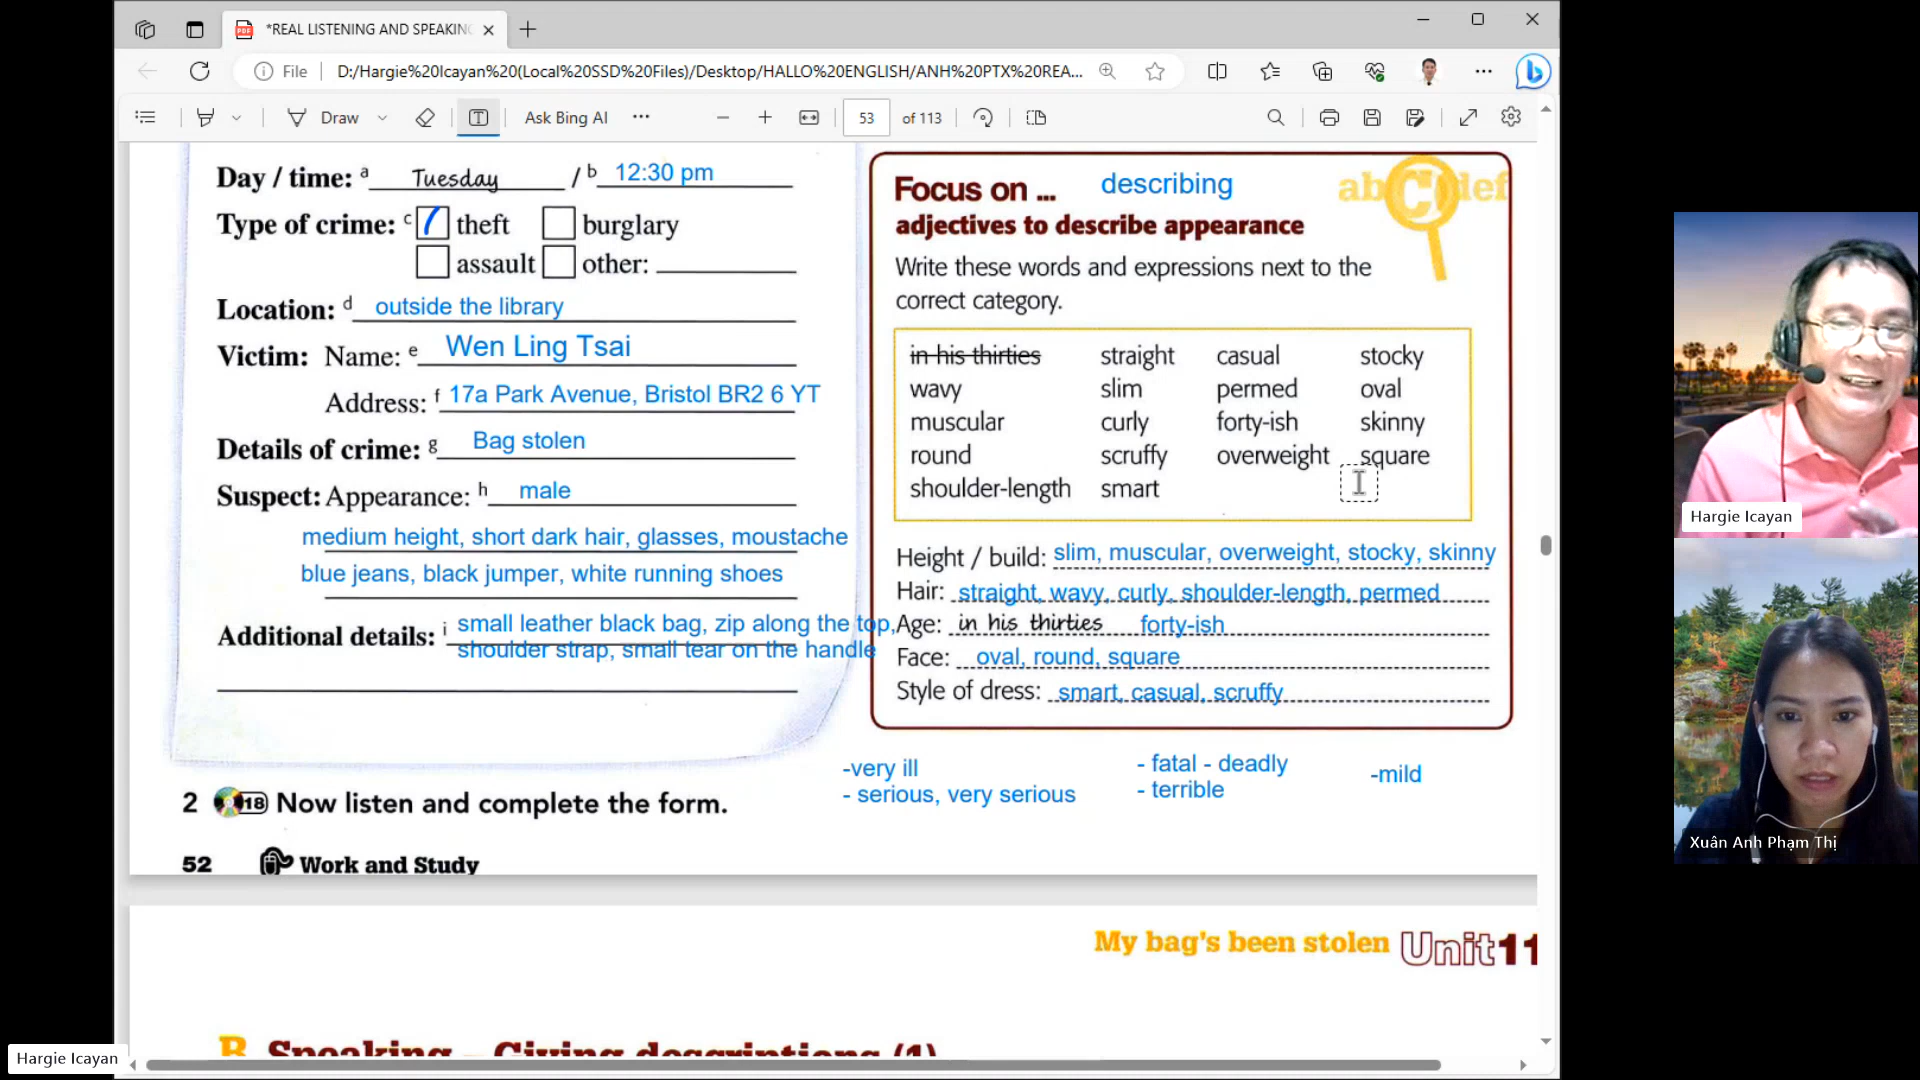 *REAL LISTENING AND SPEAKING
File
D:/Hargie%20Icayan%20(Local%20SSD%20Files)/Desktop/HALLO%20ENGLISH/ANH%20PTX%20REA...
Draw
Ask Bing AI
53 of 113
Day / time: a Tuesday / b 12:30 pm
Type of crime: c theft burglary
assault other:
Location: d outside the library
Victim: Name: e Wen Ling Tsai
Address: f 17a Park Avenue, Bristol BR2 6 YT
Details of crime: g Bag stolen
Suspect: Appearance: h male
medium height, short dark hair, glasses, moustache
blue jeans, black jumper, white running shoes
Additional details: i small leather black bag, zip along the top,
shoulder strap, small tear on the handle
2 18 Now listen and complete the form.
52 Work and Study
Focus on ... describing
abCdef
adjectives to describe appearance
Write these words and expressions next to the
correct category.
in his thirties straight casual stocky
wavy slim permed oval
muscular curly forty-ish skinny
round scruffy overweight square
shoulder-length smart
Height / build: slim, muscular, overweight, stocky, skinny
Hair: straight, wavy, curly, shoulder-length, permed
Age: in his thirties forty-ish
Face: oval, round, square
Style of dress: smart, casual, scruffy
-very ill
- serious, very serious
- fatal - deadly
- terrible
-mild
My bag's been stolen Unit 11
B Speaking – Giving descriptions (1)
Hargie Icayan
Xuân Anh Phạm Thị
Hargie Icayan